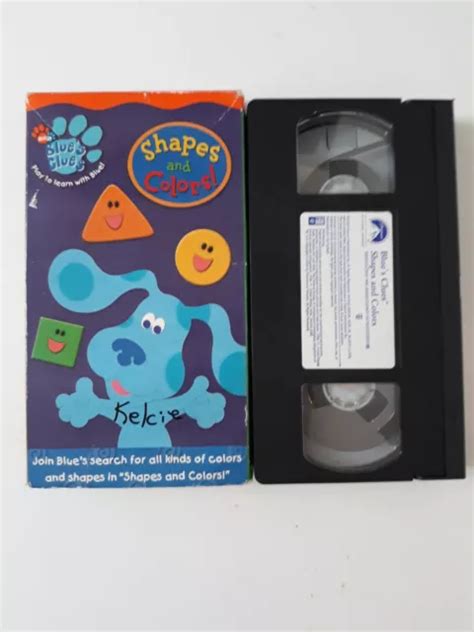 Blue's
Clues
Play to learn with Blue!
Shapes
and
Colors!
Kelcie
Join Blue's search for all kinds of colors
and shapes in "Shapes and Colors!"
Blue's Clues
Shapes and Colors